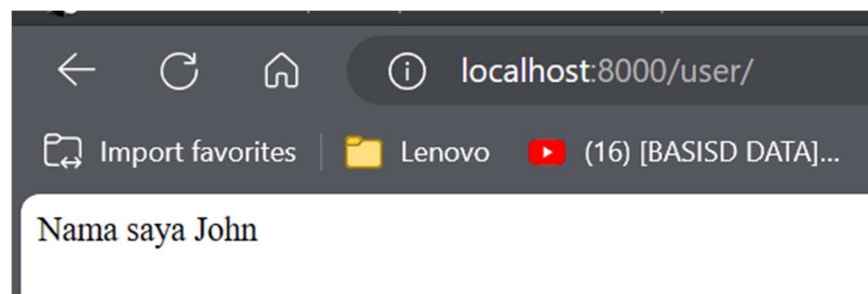 localhost:8000/user/
Import favorites Lenovo (16) [BASISD DATA]...
Nama saya John